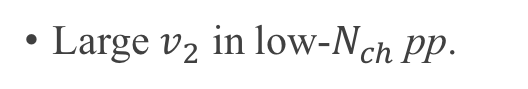 • Large 𝑣₂ in low-𝑁𝑐ℎ 𝑝𝑝.